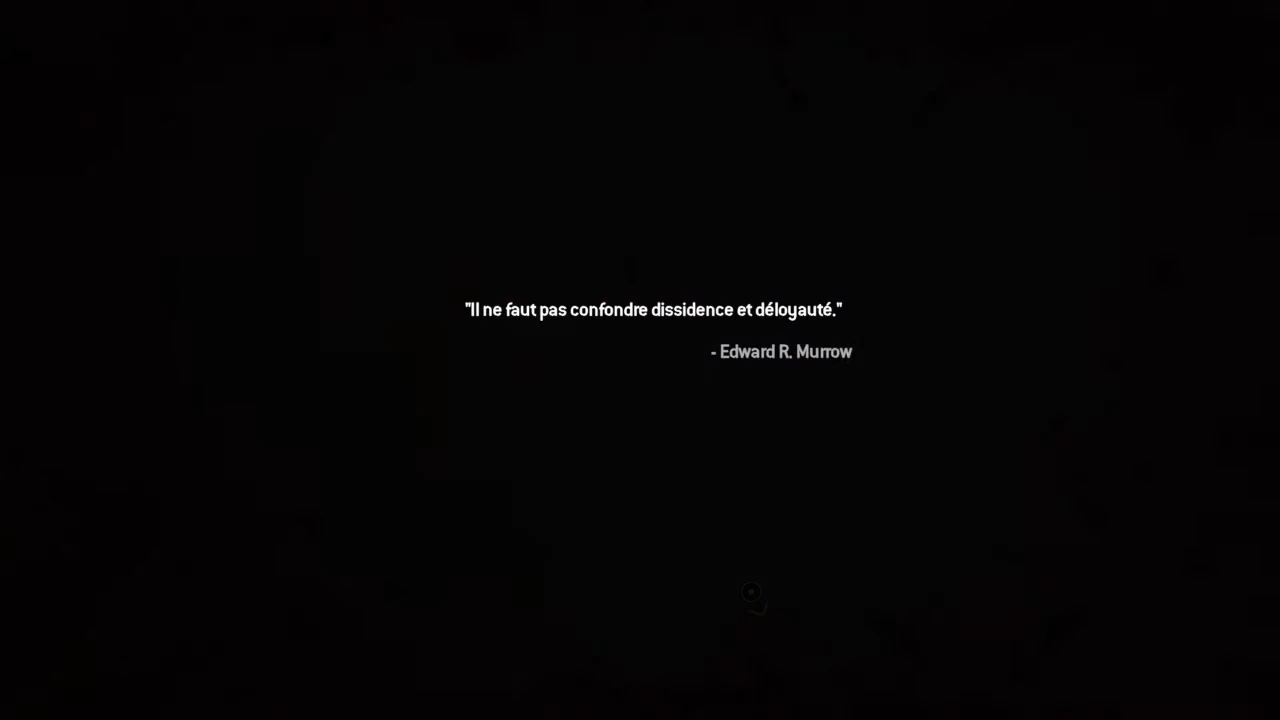 "Il ne faut pas confondre dissidence et déloyauté."
- Edward R. Murrow